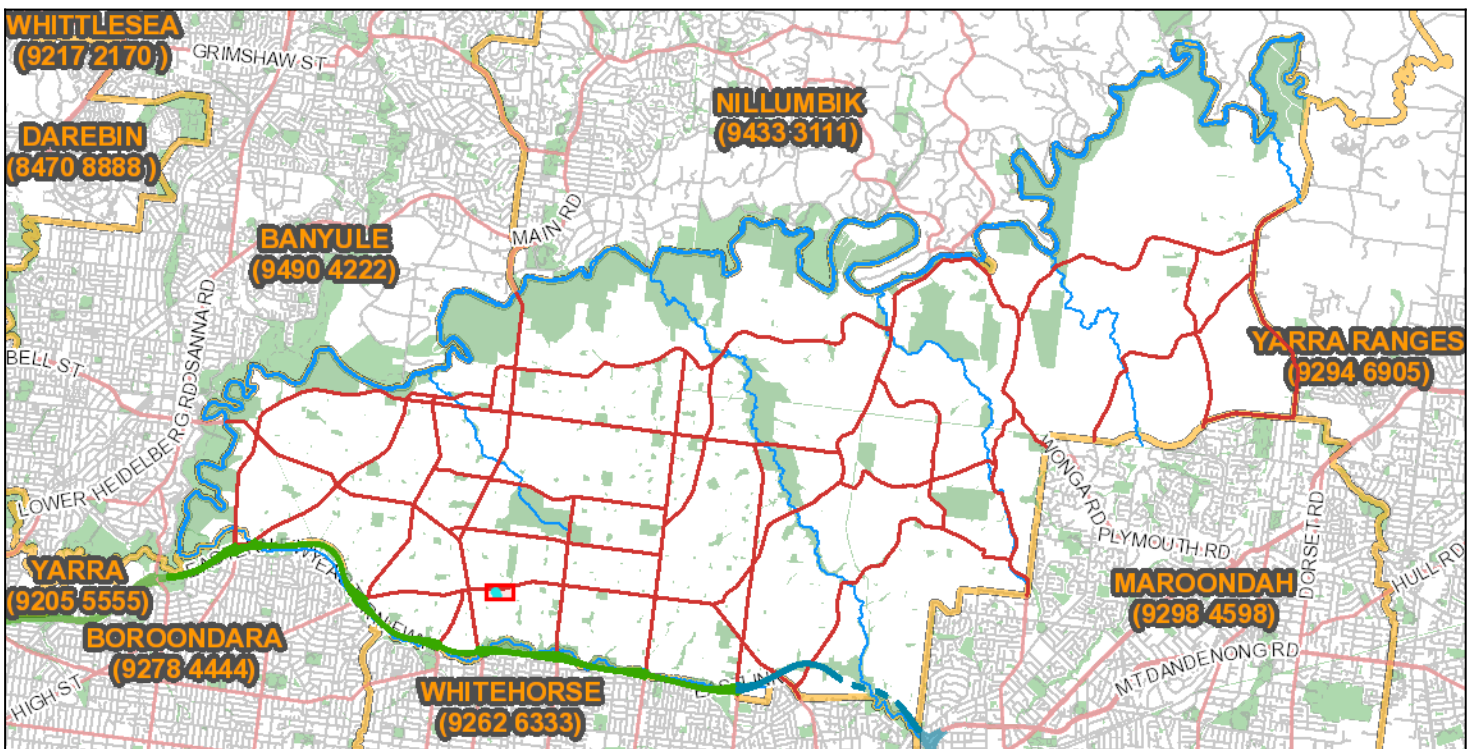 WHITTLESEA
(9217 2170 )
GRIMSHAW ST
DAREBIN
(8470 8888 )
NILLUMBIK
(9433 3111)
BANYULE
(9490 4222)
MAIN RD
ROSANNA RD
BELL ST
LOWER HEIDELBERG RD
YARRA RANGES
(9294 6905)
WONGA RD
PLYMOUTH RD
DORSET RD
HULL RD
YARRA
(9205 5555)
MAROONDAH
(9298 4598)
BOROONDARA
(9278 4444)
HIGH ST
WHITEHORSE
(9262 6333)
MT DANDENONG RD